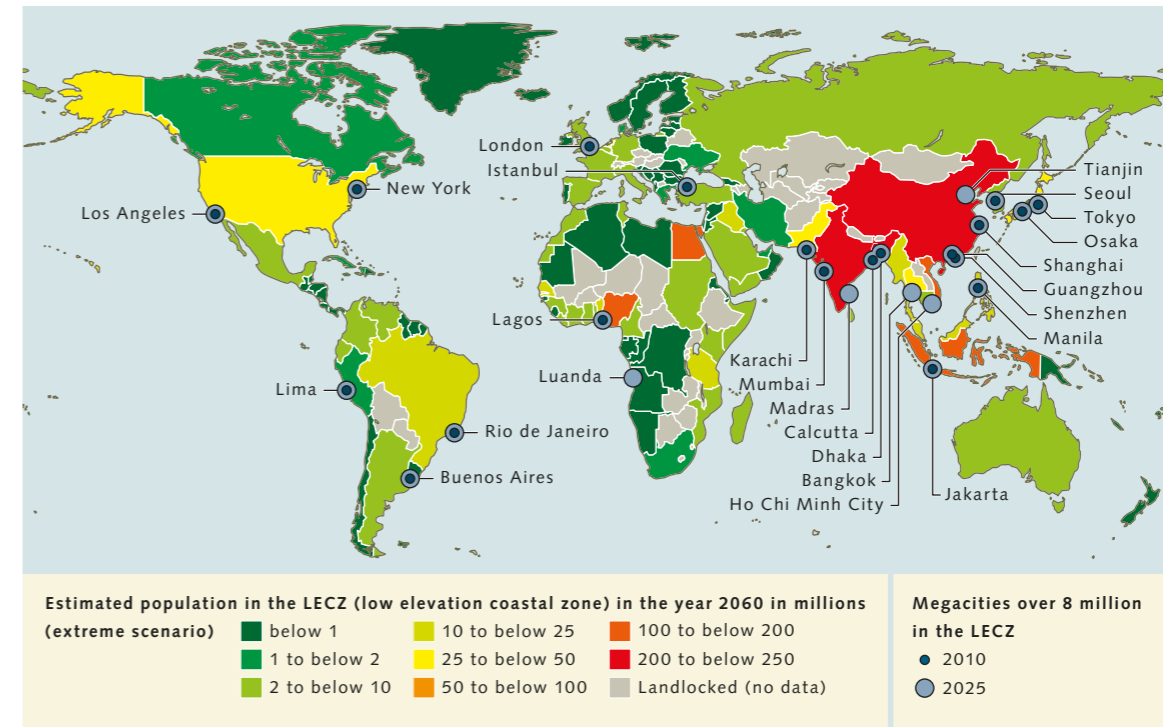 London
Istanbul
New York
Los Angeles
Tianjin
Seoul
Tokyo
Osaka
Shanghai
Guangzhou
Shenzhen
Manila
Lagos
Karachi
Luanda
Mumbai
Lima
Madras
Calcutta
Rio de Janeiro
Dhaka
Buenos Aires
Bangkok
Ho Chi Minh City
Jakarta
Estimated population in the LECZ (low elevation coastal zone) in the year 2060 in millions
(extreme scenario)
below 1
1 to below 2
2 to below 10
10 to below 25
25 to below 50
50 to below 100
100 to below 200
200 to below 250
Landlocked (no data)
Megacities over 8 million
in the LECZ
2010
2025